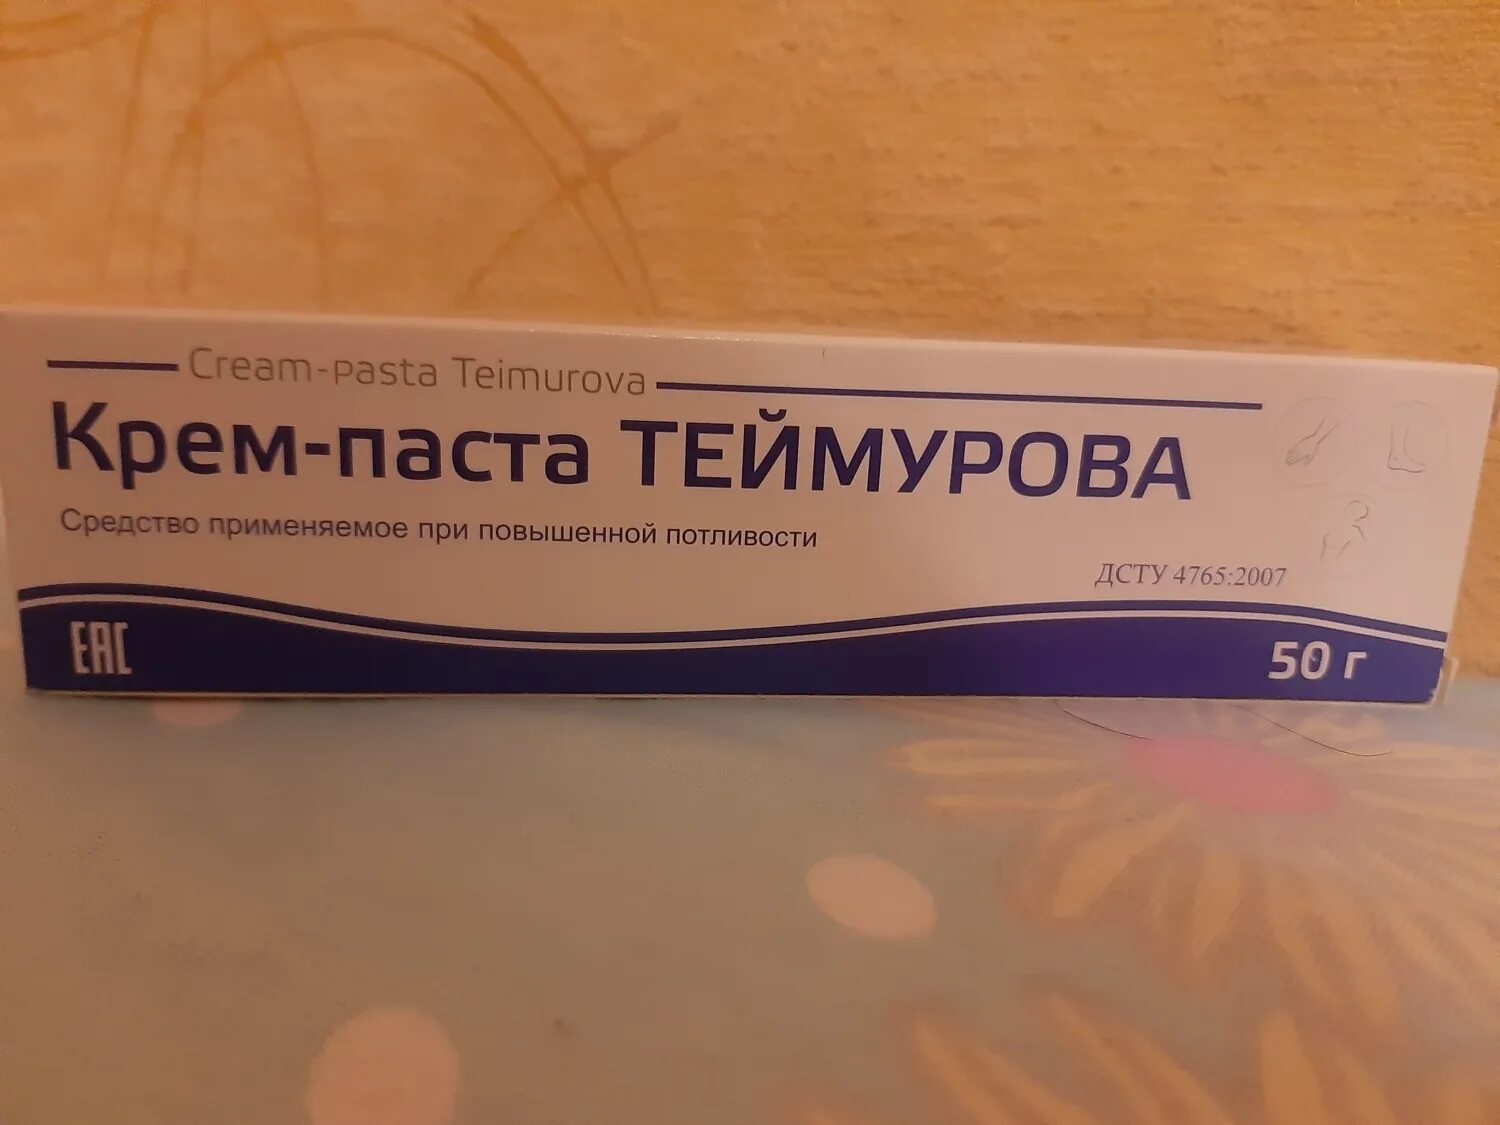 Cream-pasta Teimurova
Крем-паста ТЕЙМУРОВА
Средство применяемое при повышенной потливости
ДСТУ 4765:2007
ЕАС
50 г